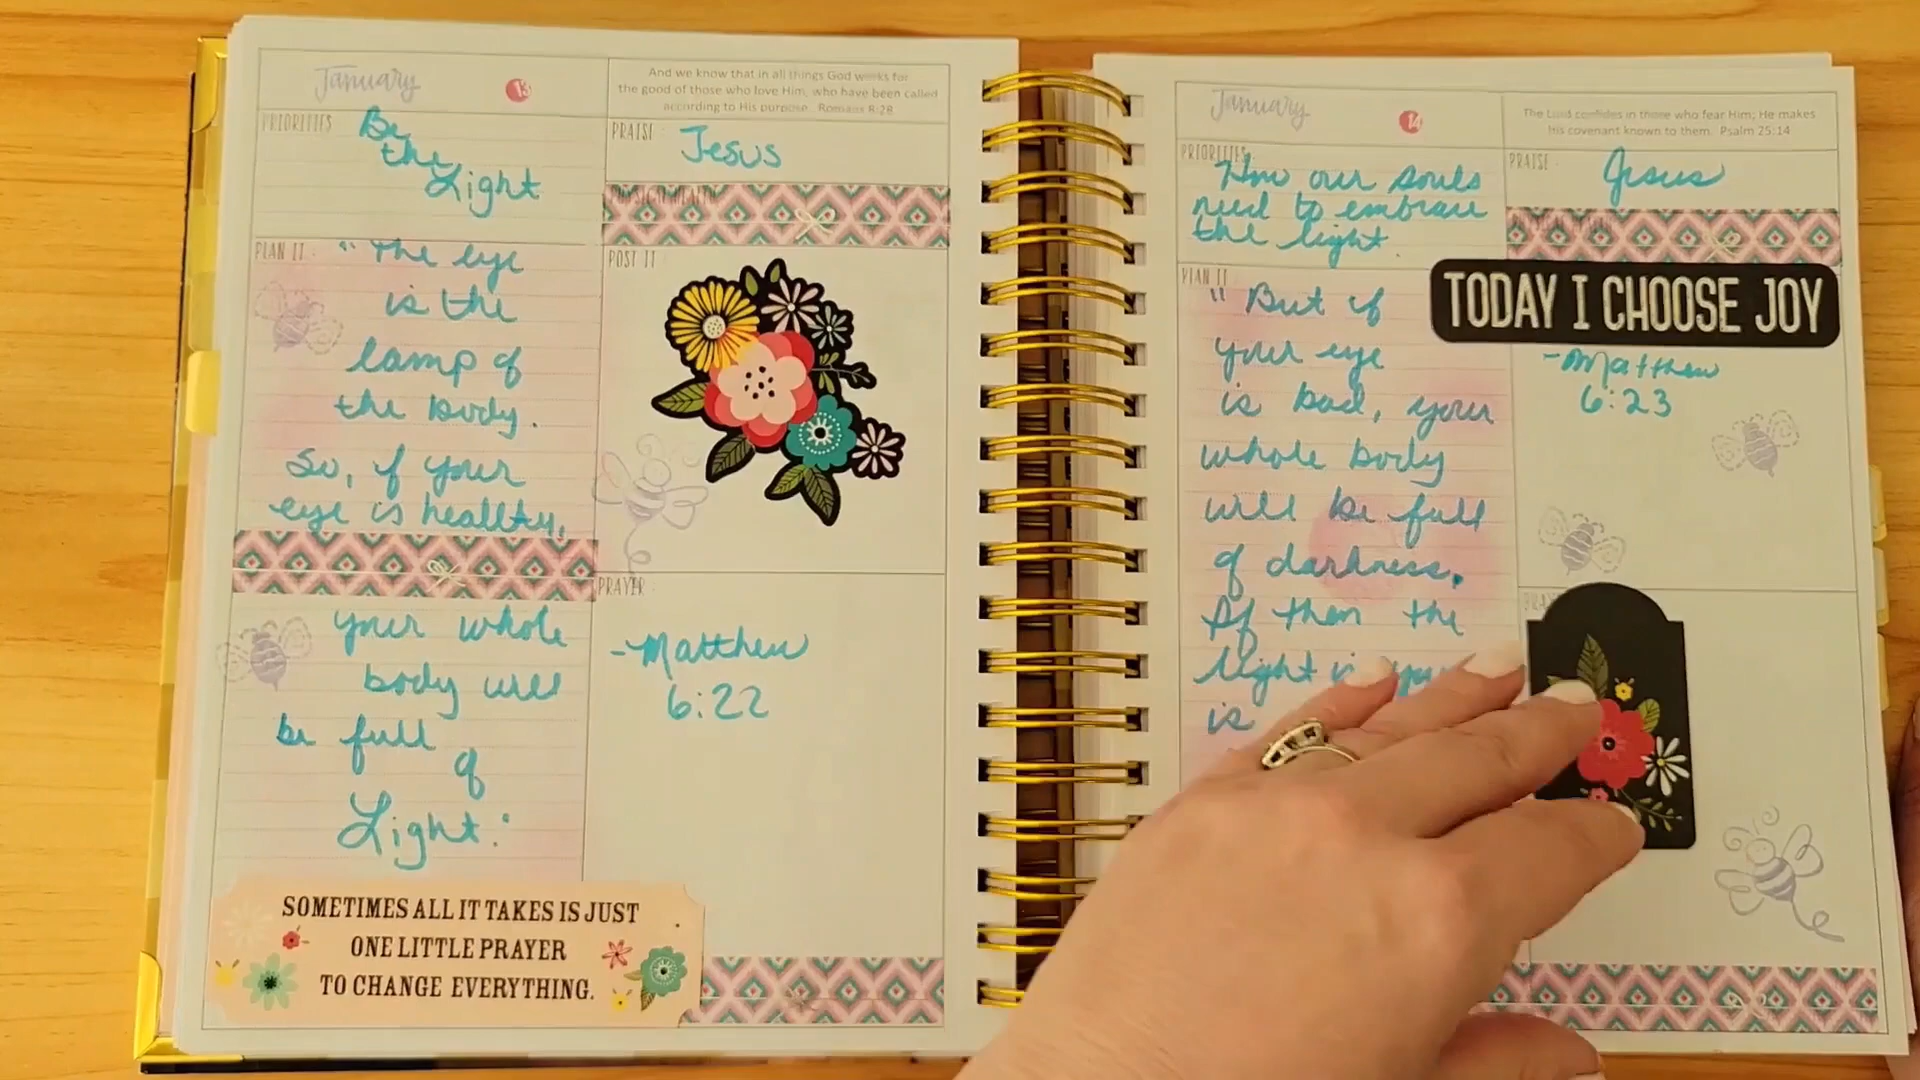 January 13
And we know that in all things God works for
the good of those who love Him, who have been called
according to His purpose. Romans 8:28
PRIORITIES
Be
the
Light
PRAISE:
Jesus
PLAN IT:
"The eye
is the
lamp of
the body.
So, if your
eye is healthy,
your whole
body will
be full
of
Light."
POST IT:
PRAYER:
-Matthew
6:22
SOMETIMES ALL IT TAKES IS JUST
ONE LITTLE PRAYER
TO CHANGE EVERYTHING.
January 14
The Lord confides in those who fear Him; He makes
his covenant known to them. Psalm 25:14
PRIORITIES
How our souls
need to embrace
the light.
PRAISE:
Jesus
PLAN IT:
"But if
your eye
is bad, your
whole body
will be full
of darkness.
If then the
light in
is
TODAY I CHOOSE JOY
-Matthew
6:23